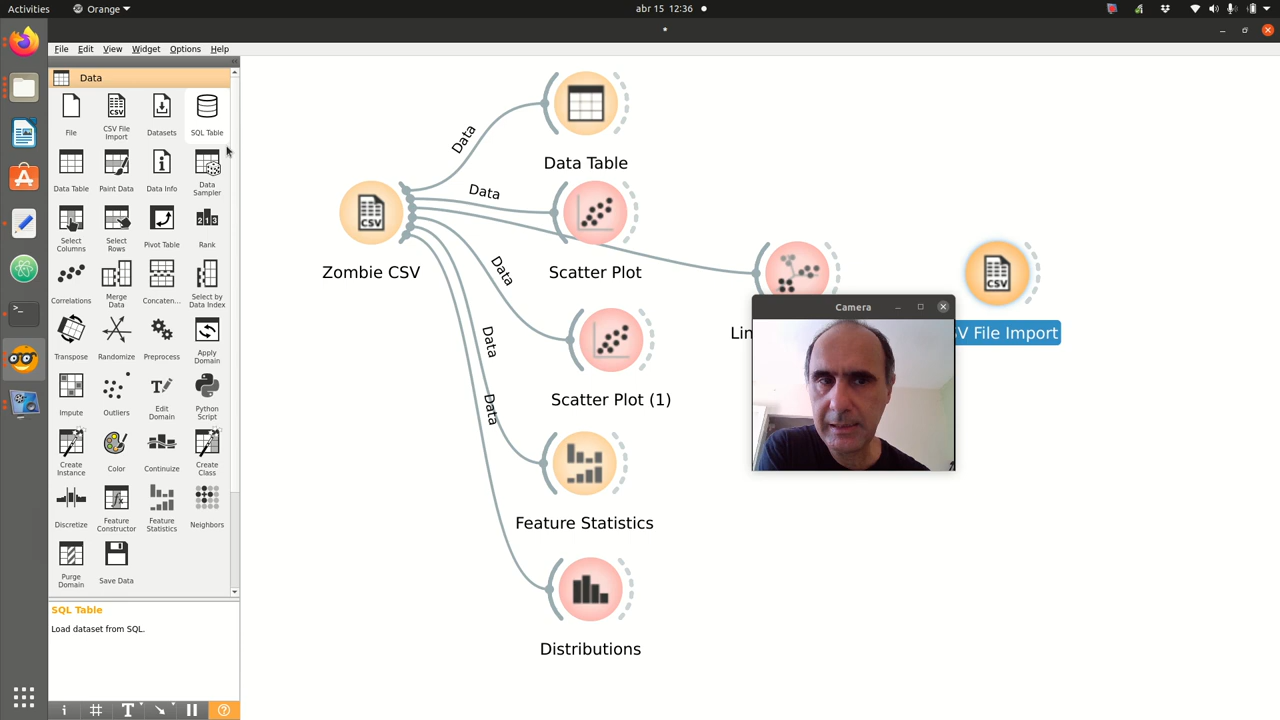 Activities
Orange
abr 15 12:36
*
File Edit View Widget Options Help
Data
File
CSV File
Import
Datasets
SQL Table
Data Table
Paint Data
Data Info
Data
Sampler
Select
Columns
Select
Rows
Pivot Table
Rank
Correlations
Merge
Data
Concaten...
Select by
Data Index
Transpose
Randomize
Preprocess
Apply
Domain
Impute
Outliers
Edit
Domain
Python
Script
Create
Instance
Color
Continuize
Create
Class
Discretize
Feature
Constructor
Feature
Statistics
Neighbors
Purge
Domain
Save Data
SQL Table
Load dataset from SQL.
Zombie CSV
Data
Data
Data
Data
Data
Data Table
Scatter Plot
Scatter Plot (1)
Feature Statistics
Distributions
Lin
Camera
V File Import